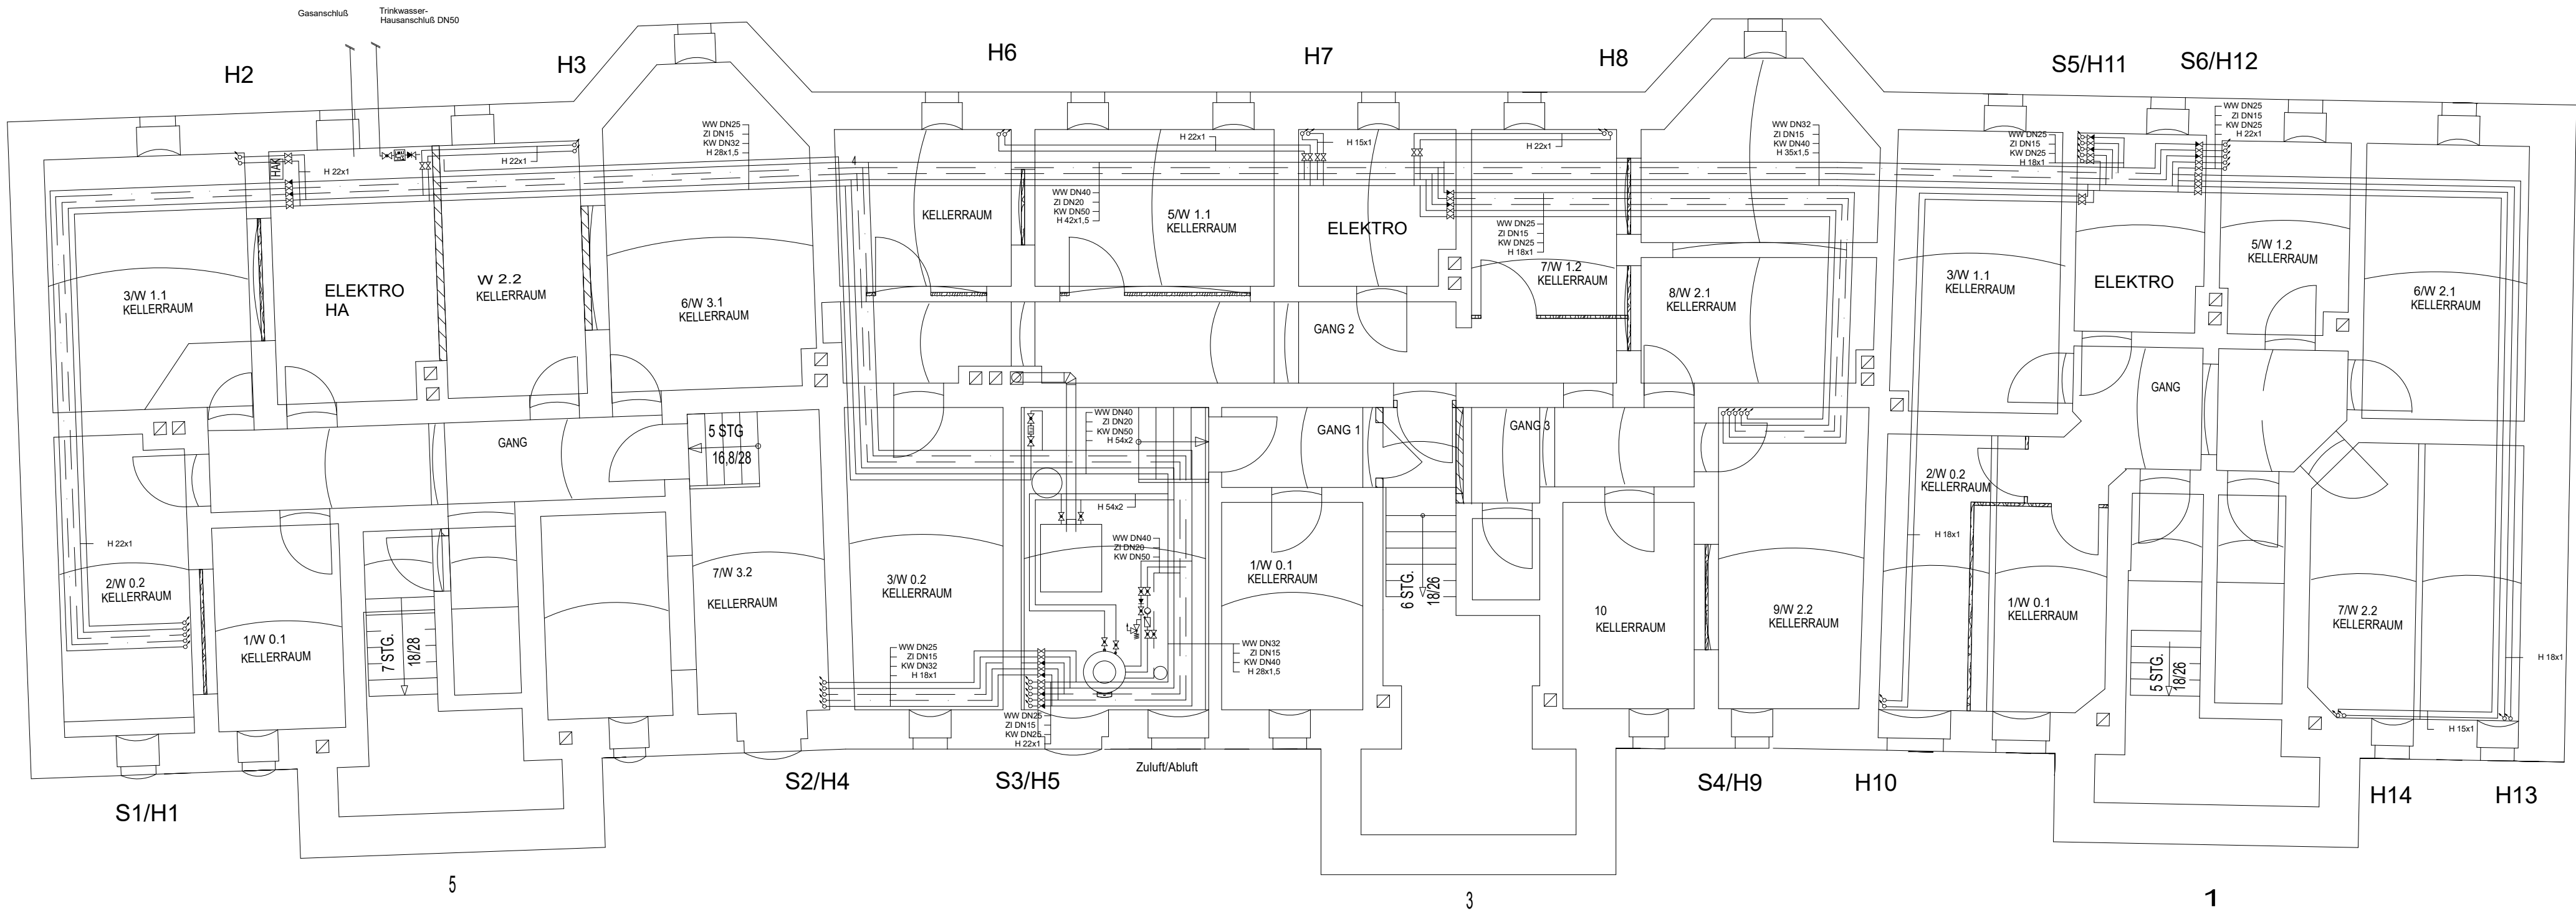 Gasanschluß
Trinkwasser-
Hausanschluß DN50
H2
H3
H6
H7
H8
S5/H11
S6/H12
WW DN25
ZI DN15
KW DN32
H 28x1,5
H 22x1
H 22x1
HAK
4
H 22x1
H 15x1
H 22x1
WW DN32
ZI DN15
KW DN40
H 35x1,5
WW DN25
ZI DN15
KW DN25
H 18x1
WW DN25
ZI DN15
KW DN25
H 22x1
WW DN40
ZI DN20
KW DN50
H 42x1,5
WW DN25
ZI DN15
KW DN25
H 18x1
3/W 1.1
KELLERRAUM
ELEKTRO
HA
W 2.2
KELLERRAUM
6/W 3.1
KELLERRAUM
KELLERRAUM
5/W 1.1
KELLERRAUM
ELEKTRO
7/W 1.2
KELLERRAUM
8/W 2.1
KELLERRAUM
3/W 1.1
KELLERRAUM
ELEKTRO
5/W 1.2
KELLERRAUM
6/W 2.1
KELLERRAUM
GANG 2
GANG
GANG
5 STG
16,8/28
WW DN40
ZI DN20
KW DN50
H 54x2
GANG 1
GANG 3
H 54x2
WW DN40
ZI DN20
KW DN50
H 22x1
2/W 0.2
KELLERRAUM
1/W 0.1
KELLERRAUM
7 STG.
18/28
7/W 3.2
KELLERRAUM
3/W 0.2
KELLERRAUM
1/W 0.1
KELLERRAUM
6 STG.
18/26
10
KELLERRAUM
9/W 2.2
KELLERRAUM
2/W 0.2
KELLERRAUM
H 18x1
1/W 0.1
KELLERRAUM
5 STG.
18/26
7/W 2.2
KELLERRAUM
H 18x1
H 15x1
WW DN25
ZI DN15
KW DN32
H 18x1
WW DN32
ZI DN15
KW DN40
H 28x1,5
WW DN25
ZI DN15
KW DN25
H 22x1
Zuluft/Abluft
S1/H1
S2/H4
S3/H5
S4/H9
H10
H14
H13
5
3
1